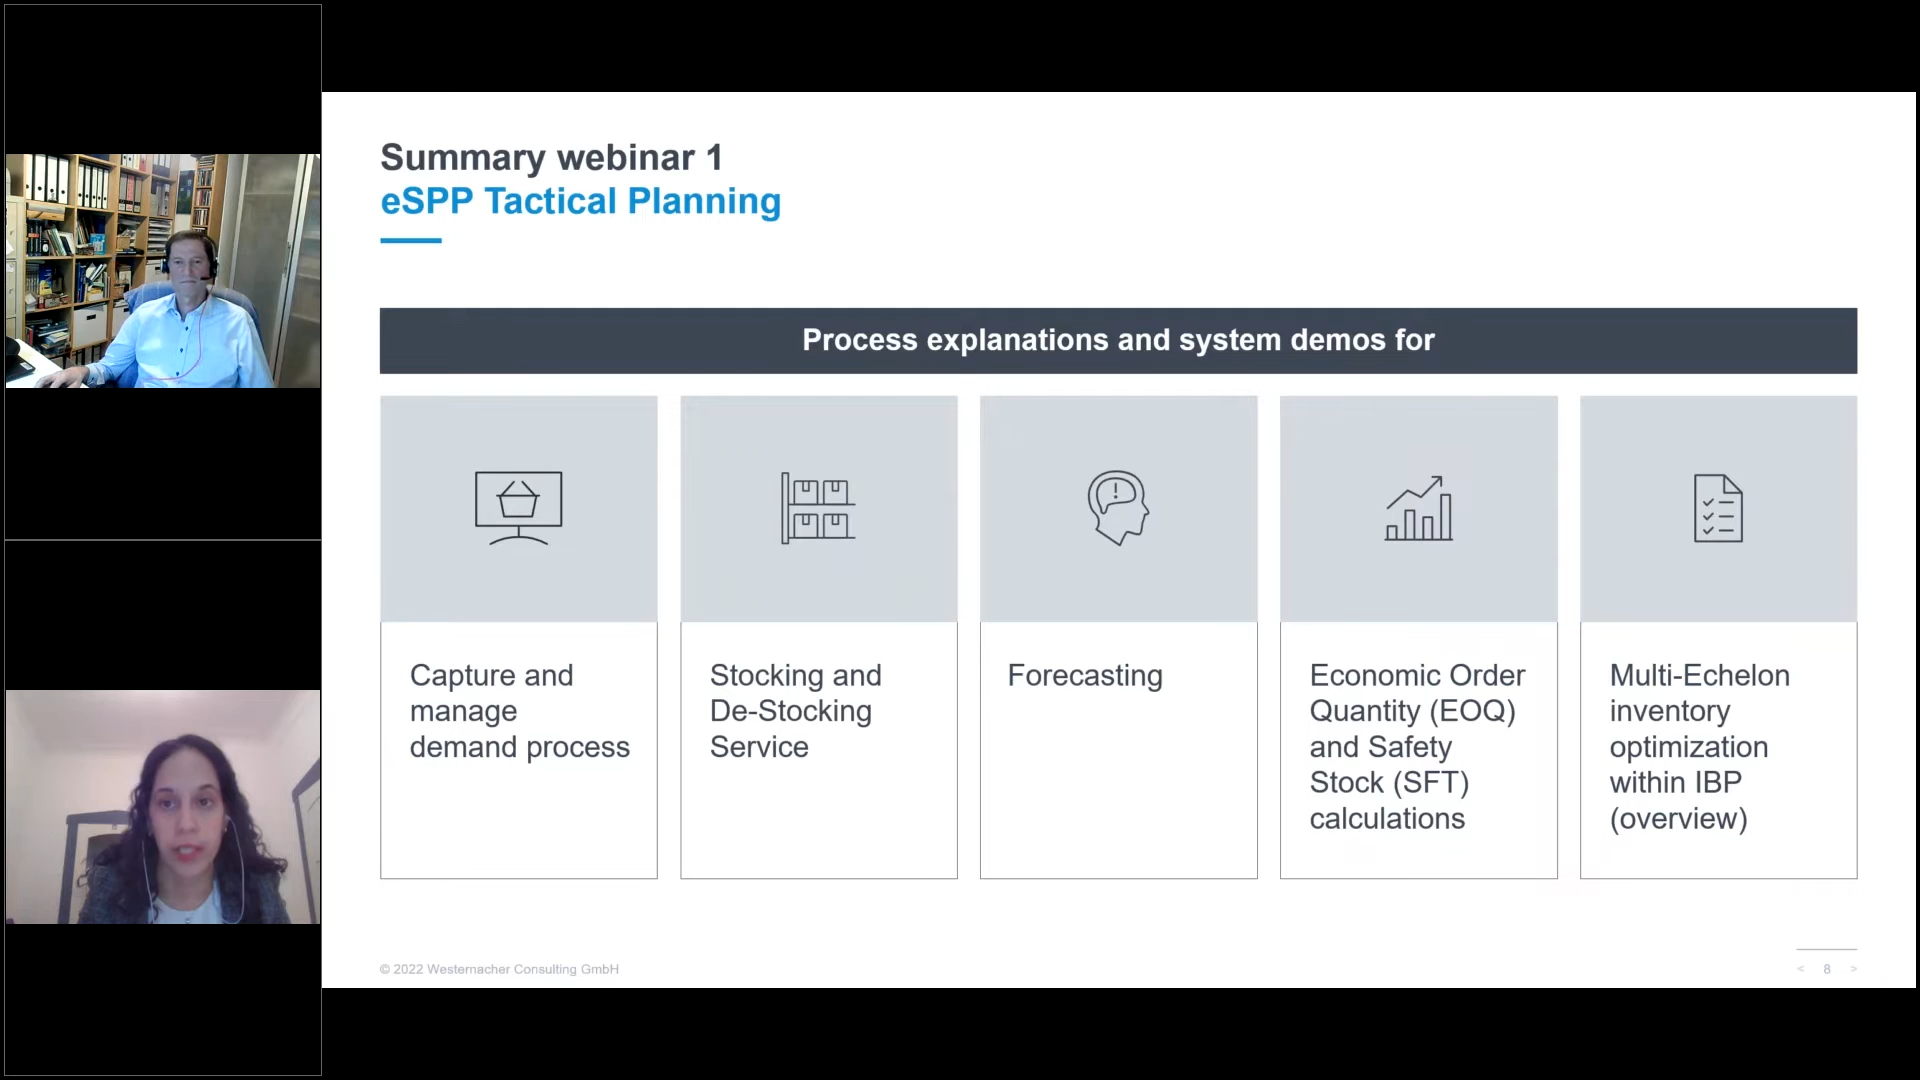 Summary webinar 1
eSPP Tactical Planning
Process explanations and system demos for
Capture and
manage
demand process
Stocking and
De-Stocking
Service
Forecasting
Economic Order
Quantity (EOQ)
and Safety
Stock (SFT)
calculations
Multi-Echelon
inventory
optimization
within IBP
(overview)
© 2022 Westernacher Consulting GmbH
< 8 >